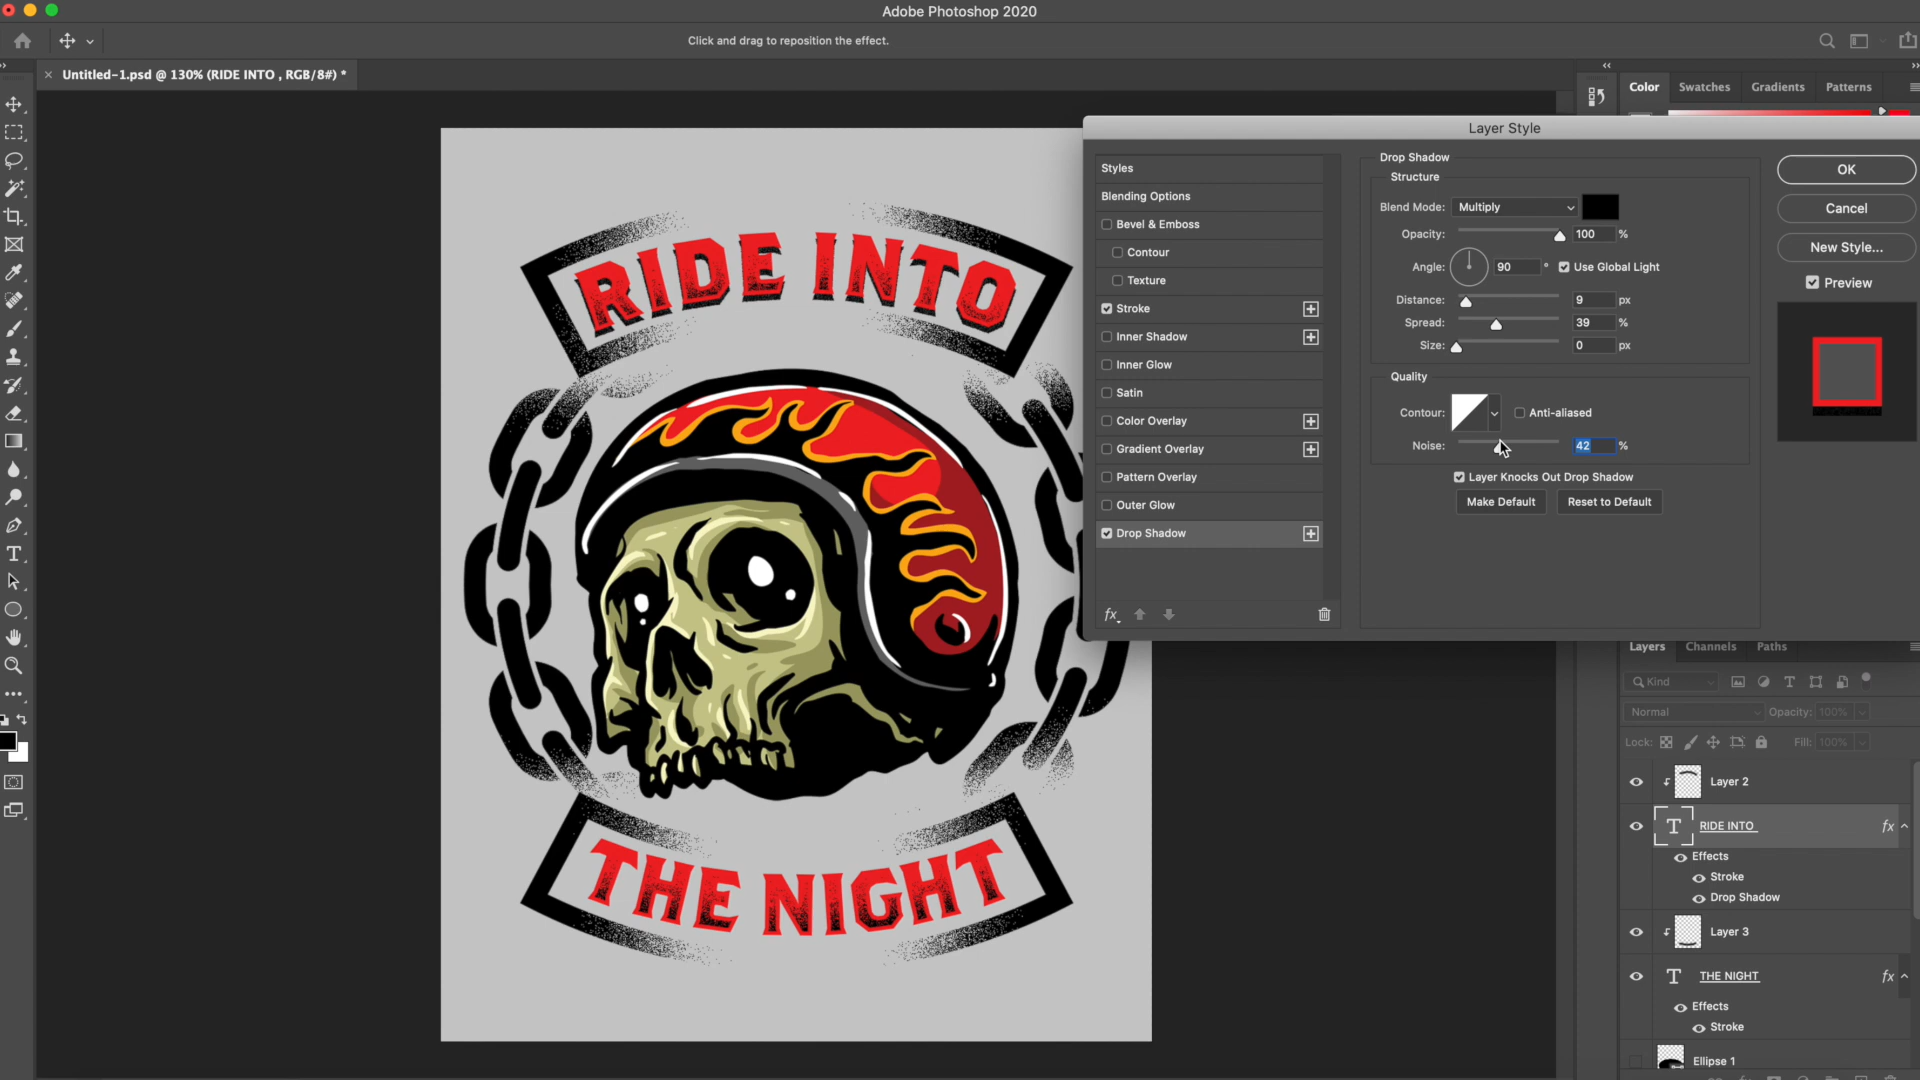 Adobe Photoshop 2020
Click and drag to reposition the effect.
Untitled-1.psd @ 130% (RIDE INTO , RGB/8#) *
Color Swatches Gradients Patterns
RIDE INTO
THE NIGHT
Layer Style
Styles
Blending Options
Bevel & Emboss
Contour
Texture
Stroke
Inner Shadow
Inner Glow
Satin
Color Overlay
Gradient Overlay
Pattern Overlay
Outer Glow
Drop Shadow
fx
Drop Shadow
Structure
Blend Mode: Multiply
Opacity: 100 %
Angle: 90 ° Use Global Light
Distance: 9 px
Spread: 39 %
Size: 0 px
Quality
Contour: Anti-aliased
Noise: 42 %
Layer Knocks Out Drop Shadow
Make Default Reset to Default
OK
Cancel
New Style...
Preview
Layers Channels Paths
Kind
Normal Opacity: 100%
Lock: Fill: 100%
Layer 2
T RIDE INTO fx
Effects
Stroke
Drop Shadow
Layer 3
T THE NIGHT fx
Effects
Stroke
Ellipse 1